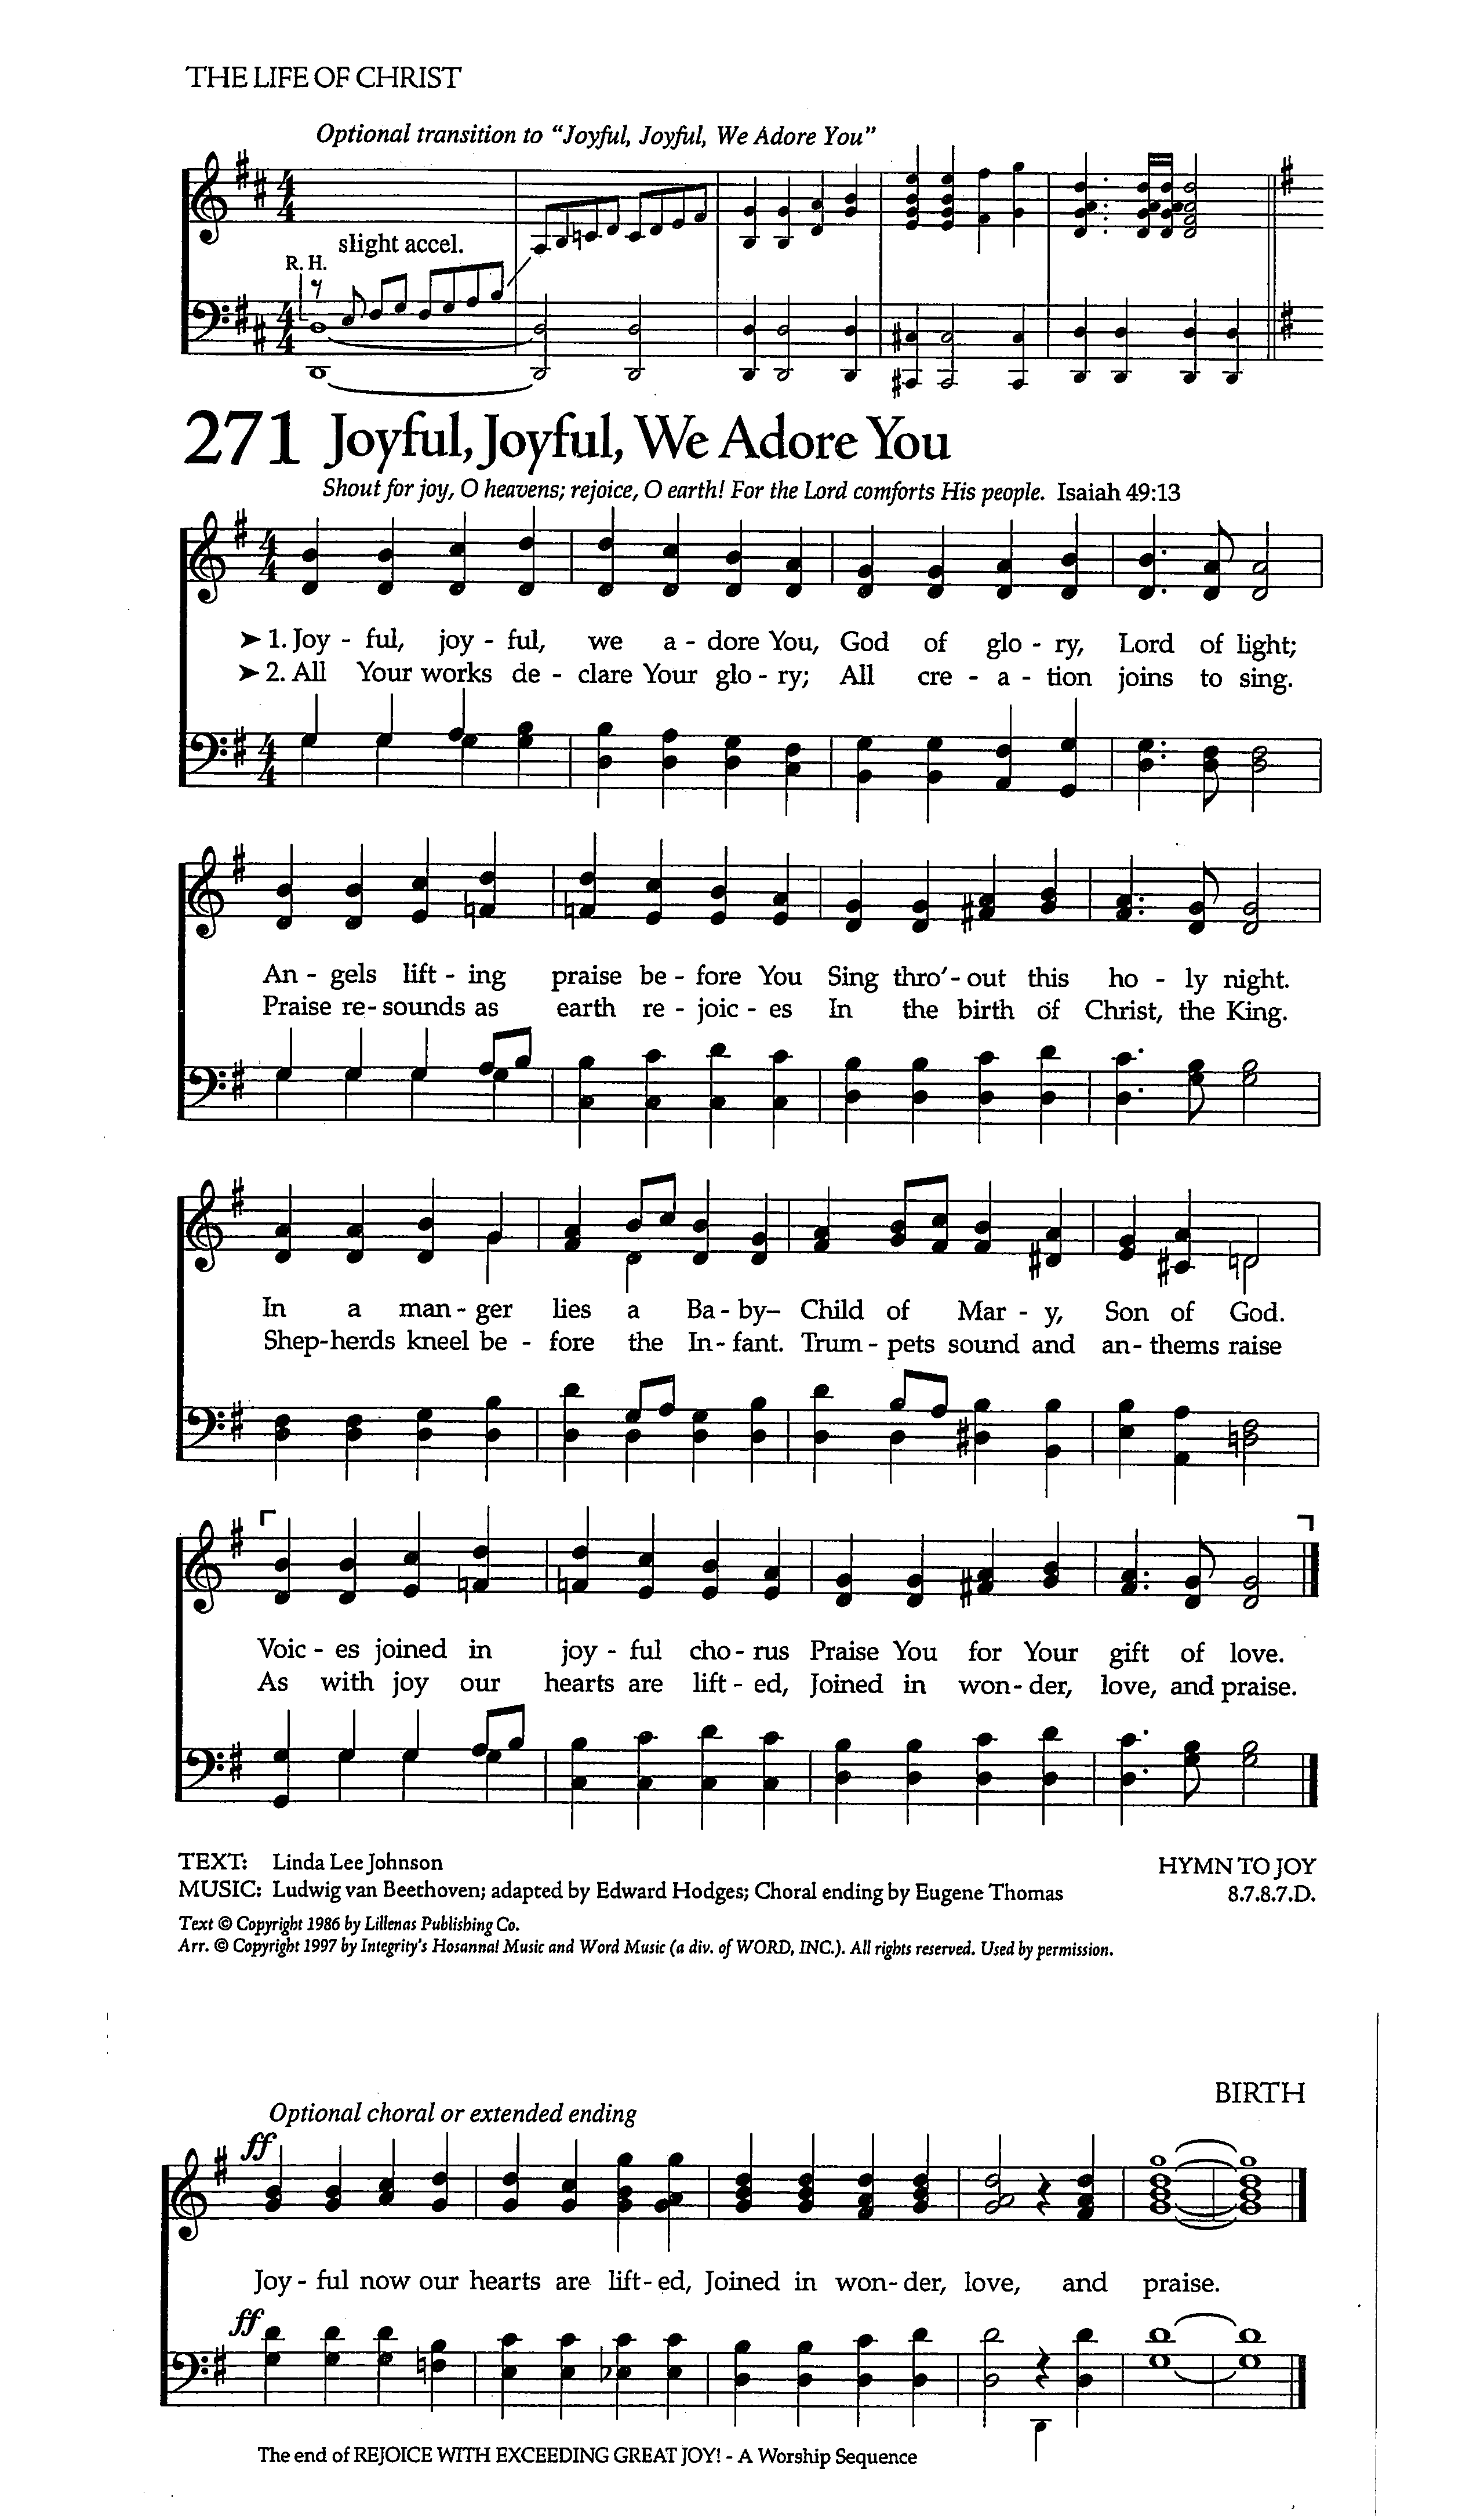 THE LIFE OF CHRIST
Optional transition to “Joyful, Joyful, We Adore You”
slight accel.
R. H.
271 Joyful, Joyful, We Adore You
Shout for joy, O heavens; rejoice, O earth! For the Lord comforts His people. Isaiah 49:13
➤ 1. Joy - ful, joy - ful, we a - dore You, God of glo - ry, Lord of light;
➤ 2. All Your works de - clare Your glo - ry; All cre - a - tion joins to sing.
An - gels lift - ing praise be - fore You Sing thro’-out this ho - ly night.
Praise re-sounds as earth re - joic - es In the birth of Christ, the King.
In a man - ger lies a Ba - by– Child of Mar - y, Son of God.
Shep-herds kneel be - fore the In - fant. Trum - pets sound and an- thems raise
Voic - es joined in joy - ful cho - rus Praise You for Your gift of love.
As with joy our hearts are lift - ed, Joined in won - der, love, and praise.
TEXT: Linda Lee Johnson
HYMN TO JOY
MUSIC: Ludwig van Beethoven; adapted by Edward Hodges; Choral ending by Eugene Thomas
8.7.8.7.D.
Text © Copyright 1986 by Lillenas Publishing Co.
Arr. © Copyright 1997 by Integrity's Hosanna! Music and Word Music (a div. of WORD, INC.). All rights reserved. Used by permission.
BIRTH
Optional choral or extended ending
ff
Joy - ful now our hearts are lift - ed, Joined in won - der, love, and praise.
ff
The end of REJOICE WITH EXCEEDING GREAT JOY! - A Worship Sequence